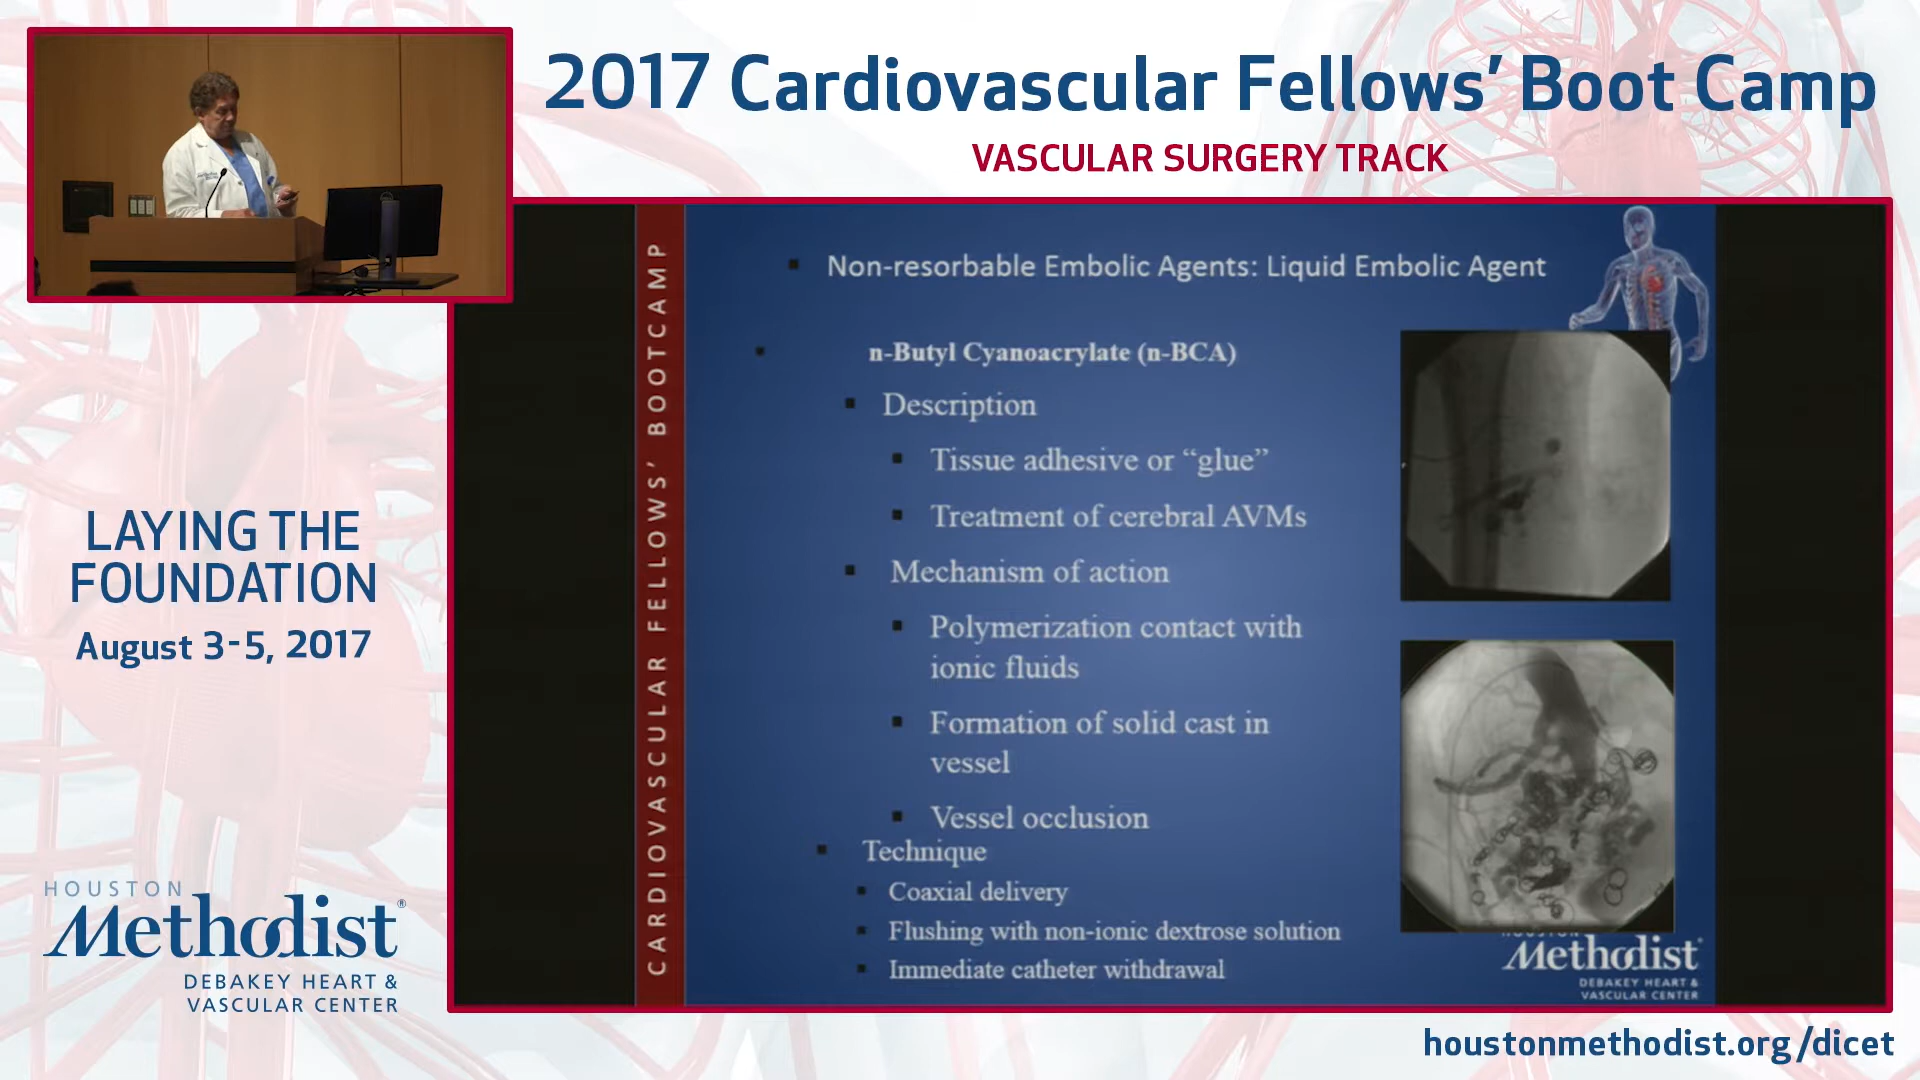 2017 Cardiovascular Fellows' Boot Camp
VASCULAR SURGERY TRACK
LAYING THE
FOUNDATION
August 3-5, 2017
HOUSTON
Methodist®
DEBAKEY HEART &
VASCULAR CENTER
CARDIOVASCULAR FELLOWS' BOOTCAMP
Non-resorbable Embolic Agents: Liquid Embolic Agent
n-Butyl Cyanoacrylate (n-BCA)
Description
Tissue adhesive or “glue”
Treatment of cerebral AVMs
Mechanism of action
Polymerization contact with
ionic fluids
Formation of solid cast in
vessel
Vessel occlusion
Technique
Coaxial delivery
Flushing with non-ionic dextrose solution
Immediate catheter withdrawal
HOUSTON
Methodist
DEBAKEY HEART &
VASCULAR CENTER
houstonmethodist.org/dicet